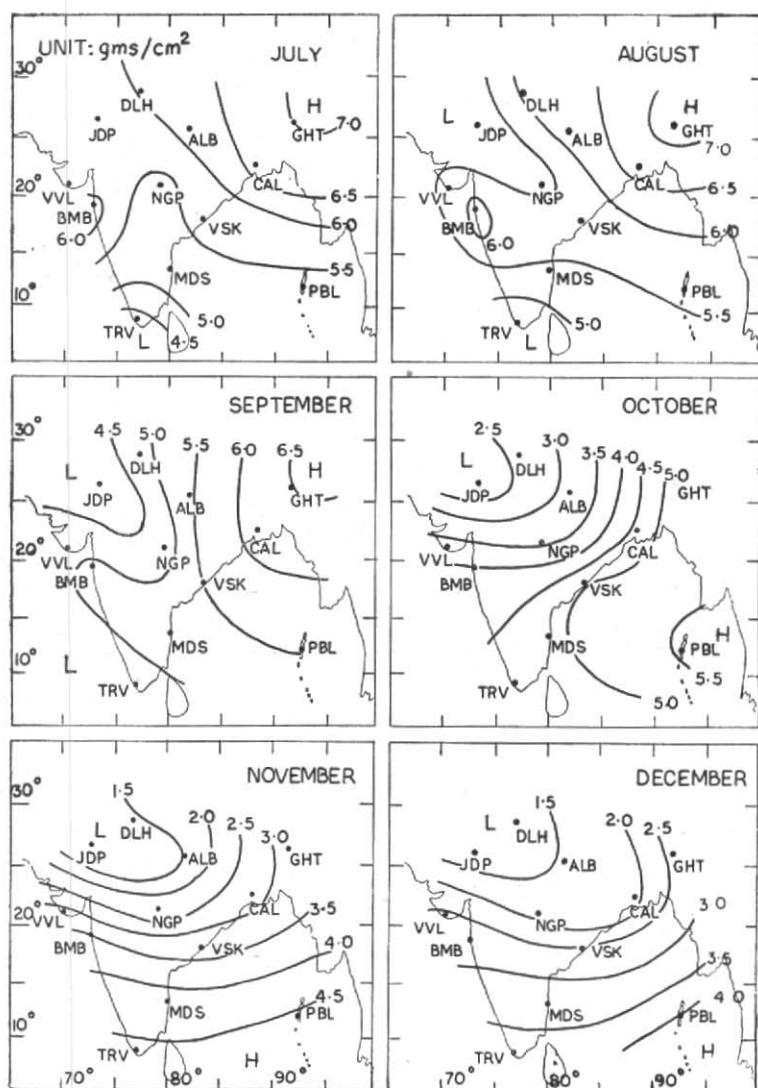 UNIT: gms/cm²
JULY
30°
20°
10°
DLH
JDP
ALB
H
GHT
7.0
VVL
BMB
6.0
NGP
CAL
6.5
6.0
VSK
5.5
MDS
PBL
5.0
TRV
L
4.5
AUGUST
L
DLH
H
JDP
ALB
GHT
7.0
VVL
NGP
CAL
6.5
BMB
6.0
VSK
6.0
MDS
PBL
5.5
5.0
TRV
L
SEPTEMBER
30°
20°
10°
4.5
5.0
5.5
6.0
6.5
L
DLH
H
JDP
ALB
GHT
VVL
NGP
CAL
BMB
VSK
MDS
L
PBL
TRV
OCTOBER
2.5
3.0
3.5
4.0
4.5
5.0
L
DLH
JDP
ALB
GHT
VVL
NGP
CAL
BMB
VSK
MDS
H
PBL
5.5
TRV
5.0
NOVEMBER
30°
20°
10°
1.5
2.0
2.5
3.0
L
DLH
JDP
ALB
GHT
VVL
NGP
CAL
3.5
BMB
VSK
4.0
MDS
4.5
PBL
TRV
H
70°
80°
90°
DECEMBER
1.5
2.0
2.5
L
DLH
JDP
ALB
GHT
VVL
NGP
CAL
3.0
BMB
VSK
3.5
MDS
4.0
PBL
TRV
H
70°
80°
90°